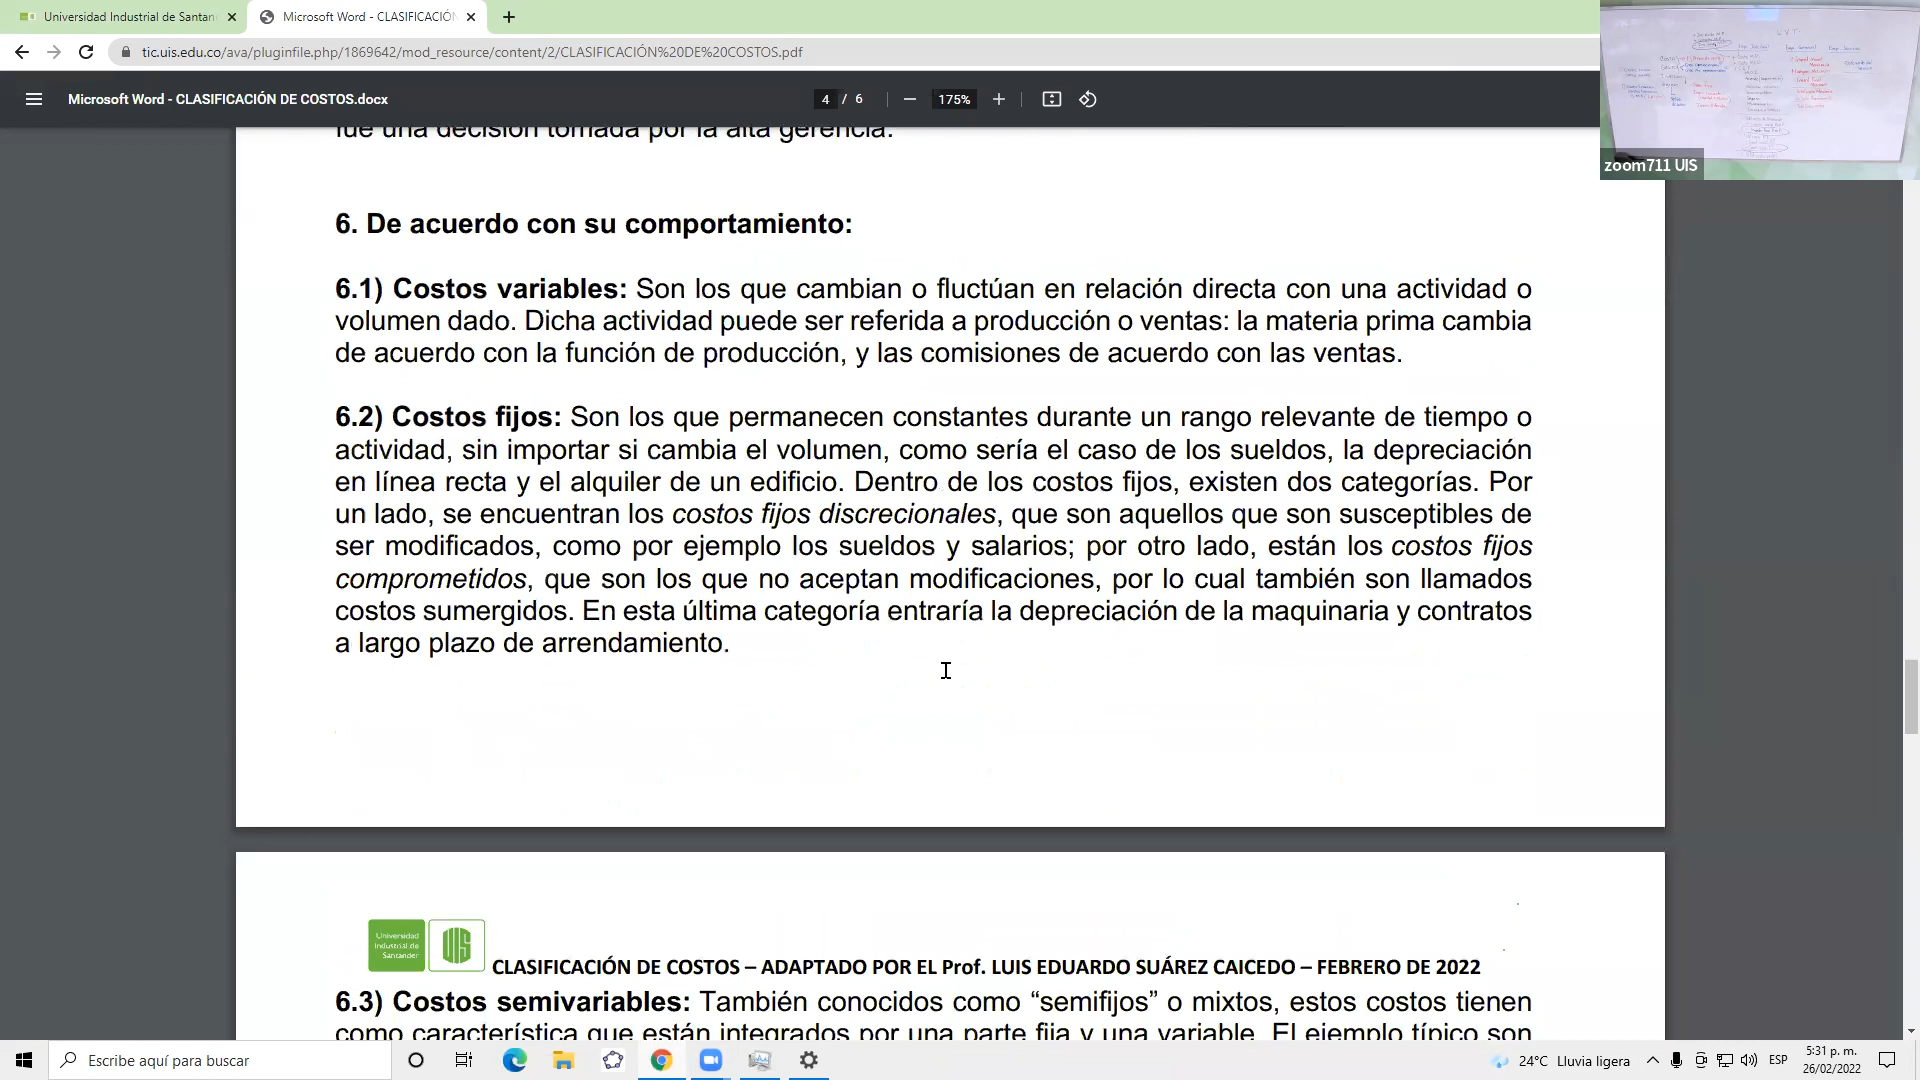 Universidad Industrial de Santan
Microsoft Word - CLASIFICACIÓN
tic.uis.edu.co/ava/pluginfile.php/1869642/mod_resource/content/2/CLASIFICACIÓN%20DE%20COSTOS.pdf
Microsoft Word - CLASIFICACIÓN DE COSTOS.docx
4 / 6
175%
zoom711 UIS
fue una decisión tomada por la alta gerencia.
6. De acuerdo con su comportamiento:
6.1) Costos variables: Son los que cambian o fluctúan en relación directa con una actividad o
volumen dado. Dicha actividad puede ser referida a producción o ventas: la materia prima cambia
de acuerdo con la función de producción, y las comisiones de acuerdo con las ventas.
6.2) Costos fijos: Son los que permanecen constantes durante un rango relevante de tiempo o
actividad, sin importar si cambia el volumen, como sería el caso de los sueldos, la depreciación
en línea recta y el alquiler de un edificio. Dentro de los costos fijos, existen dos categorías. Por
un lado, se encuentran los costos fijos discrecionales, que son aquellos que son susceptibles de
ser modificados, como por ejemplo los sueldos y salarios; por otro lado, están los costos fijos
comprometidos, que son los que no aceptan modificaciones, por lo cual también son llamados
costos sumergidos. En esta última categoría entraría la depreciación de la maquinaria y contratos
a largo plazo de arrendamiento.
Universidad
Industrial de
Santander
UIS
CLASIFICACIÓN DE COSTOS – ADAPTADO POR EL Prof. LUIS EDUARDO SUÁREZ CAICEDO – FEBRERO DE 2022
6.3) Costos semivariables: También conocidos como “semifijos” o mixtos, estos costos tienen
como característica que están integrados por una parte fija y una variable. El ejemplo típico son
Escribe aquí para buscar
24°C Lluvia ligera
ESP
5:31 p. m.
26/02/2022